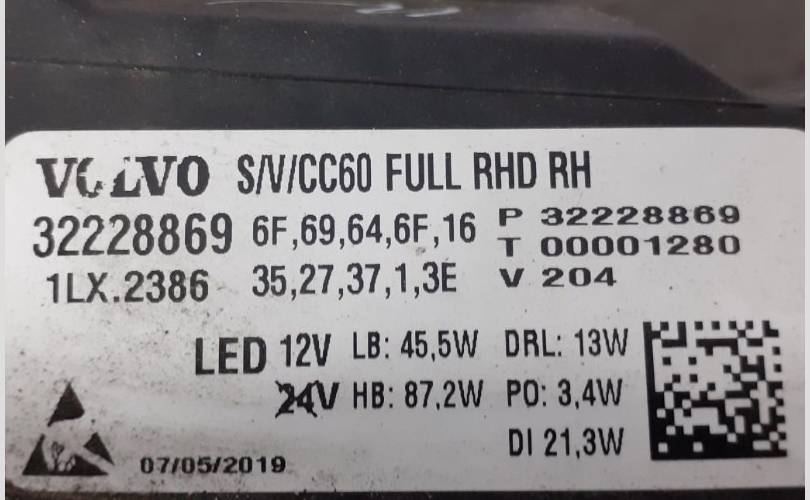 VOLVO S/V/CC60 FULL RHD RH
32228869 6F,69,64,6F,16 P 32228869
T 00001280
1LX.2386 35,27,37,1,3E V 204
LED 12V LB: 45,5W DRL: 13W
24V HB: 87,2W PO: 3,4W
DI 21,3W
07/05/2019